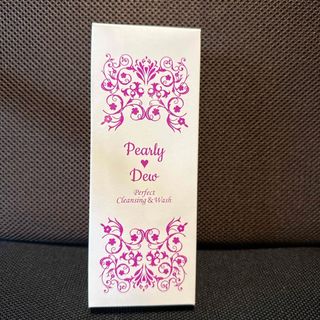 Pearly
♥
Dew
Perfect
Cleansing & Wash